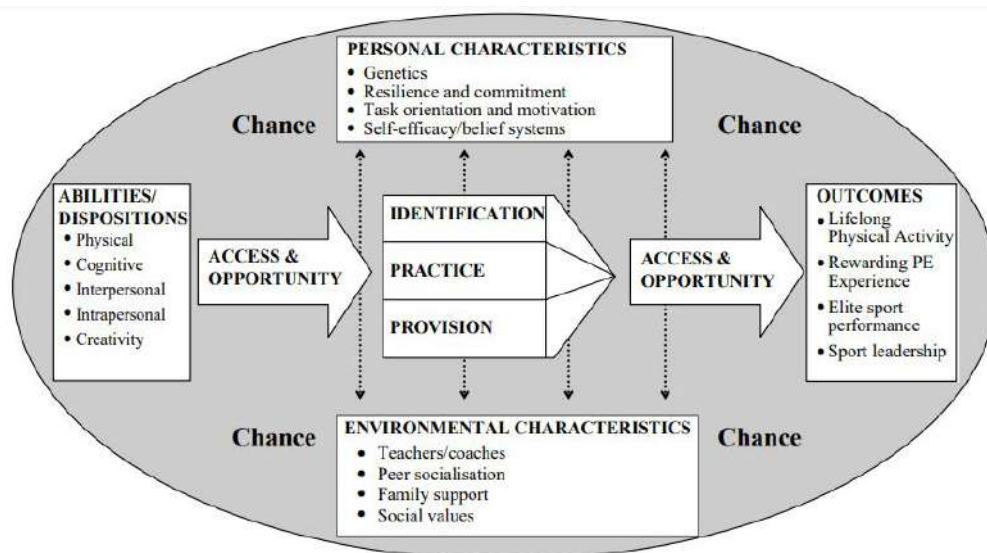 PERSONAL CHARACTERISTICS
• Genetics
• Resilience and commitment
• Task orientation and motivation
• Self-efficacy/belief systems
Chance
Chance
ABILITIES/
DISPOSITIONS
• Physical
• Cognitive
• Interpersonal
• Intrapersonal
• Creativity
ACCESS &
OPPORTUNITY
IDENTIFICATION
PRACTICE
PROVISION
ACCESS &
OPPORTUNITY
OUTCOMES
• Lifelong
Physical Activity
• Rewarding PE
Experience
• Elite sport
performance
• Sport leadership
Chance
Chance
ENVIRONMENTAL CHARACTERISTICS
• Teachers/coaches
• Peer socialisation
• Family support
• Social values